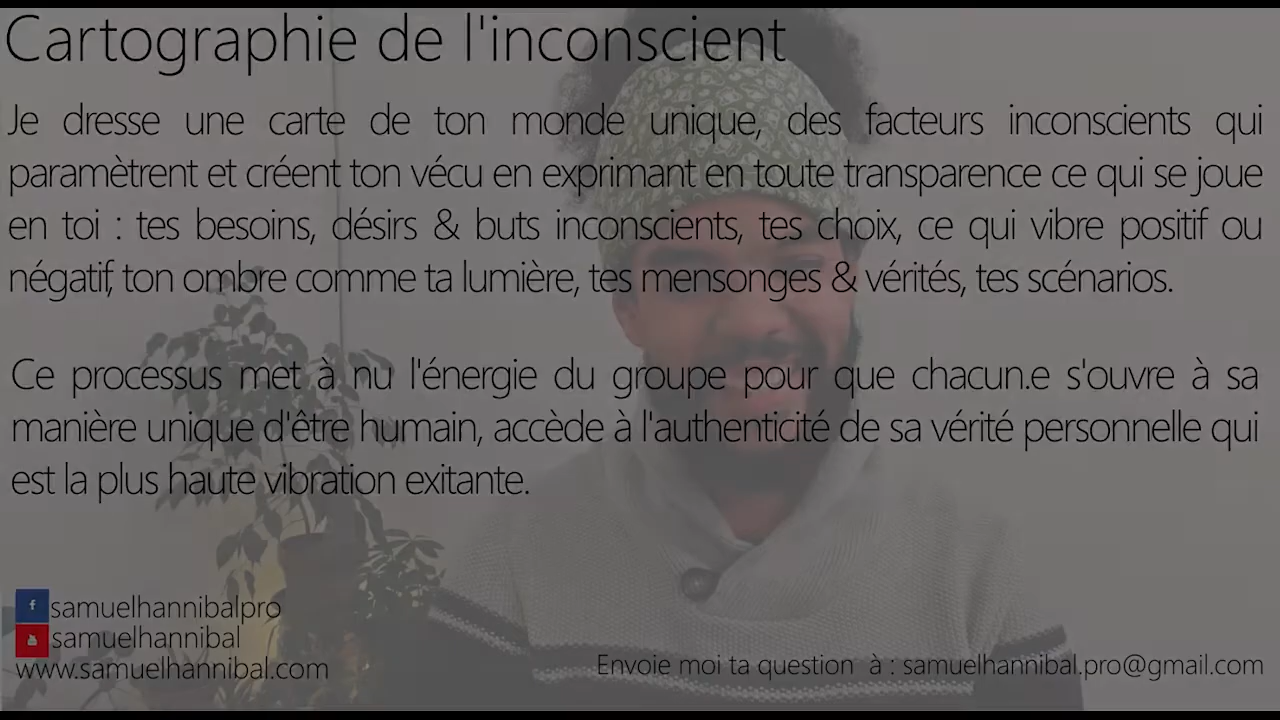 Cartographie de l'inconscient
Je dresse une carte de ton monde unique, des facteurs inconscients qui
paramètrent et créent ton vécu en exprimant en toute transparence ce qui se joue
en toi : tes besoins, désirs & buts inconscients, tes choix, ce qui vibre positif ou
négatif, ton ombre comme ta lumière, tes mensonges & vérités, tes scénarios.
Ce processus met à nu l'énergie du groupe pour que chacun.e s'ouvre à sa
manière unique d'être humain, accède à l'authenticité de sa vérité personnelle qui
est la plus haute vibration exitante.
samuelhannibalpro
samuelhannibal
www.samuelhannibal.com
Envoie moi ta question à : samuelhannibal.pro@gmail.com